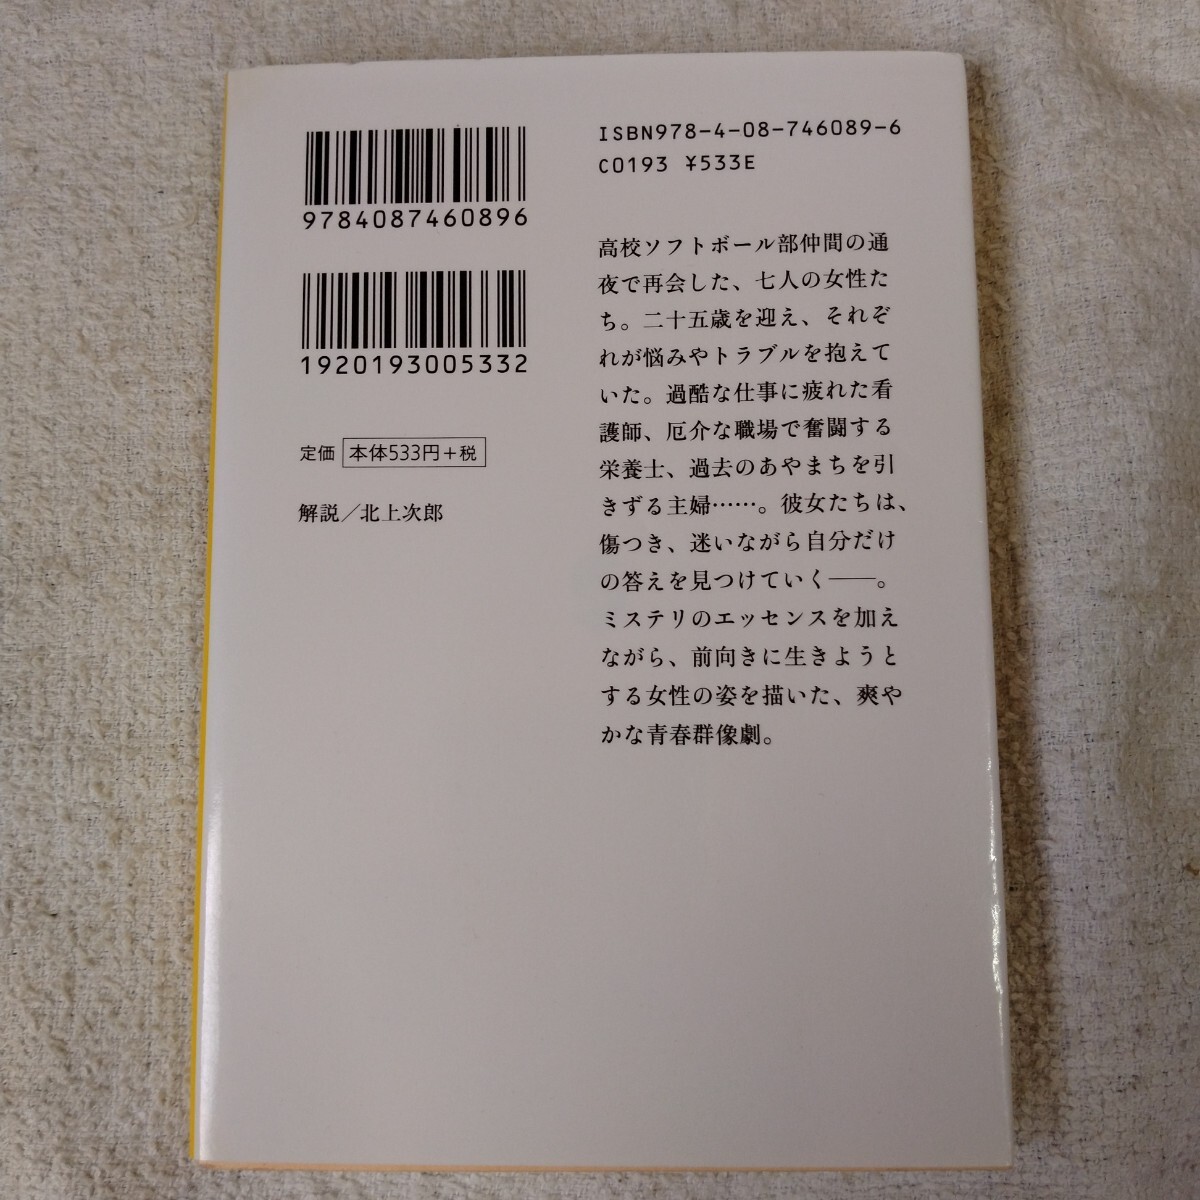 9784087460896
1920193005332
定価 本体533円+税
解説/北上次郎
ISBN978-4-08-746089-6
C0193 ¥533E
高校ソフトボール部仲間の通
夜で再会した、七人の女性た
ち。二十五歳を迎え、それぞ
れが悩みやトラブルを抱えて
いた。過酷な仕事に疲れた看
護師、厄介な職場で奮闘する
栄養士、過去のあやまちを引
きずる主婦……。彼女たちは、
傷つき、迷いながら自分だけ
の答えを見つけていく――。
ミステリのエッセンスを加え
ながら、前向きに生きようと
する女性の姿を描いた、爽や
かな青春群像劇。